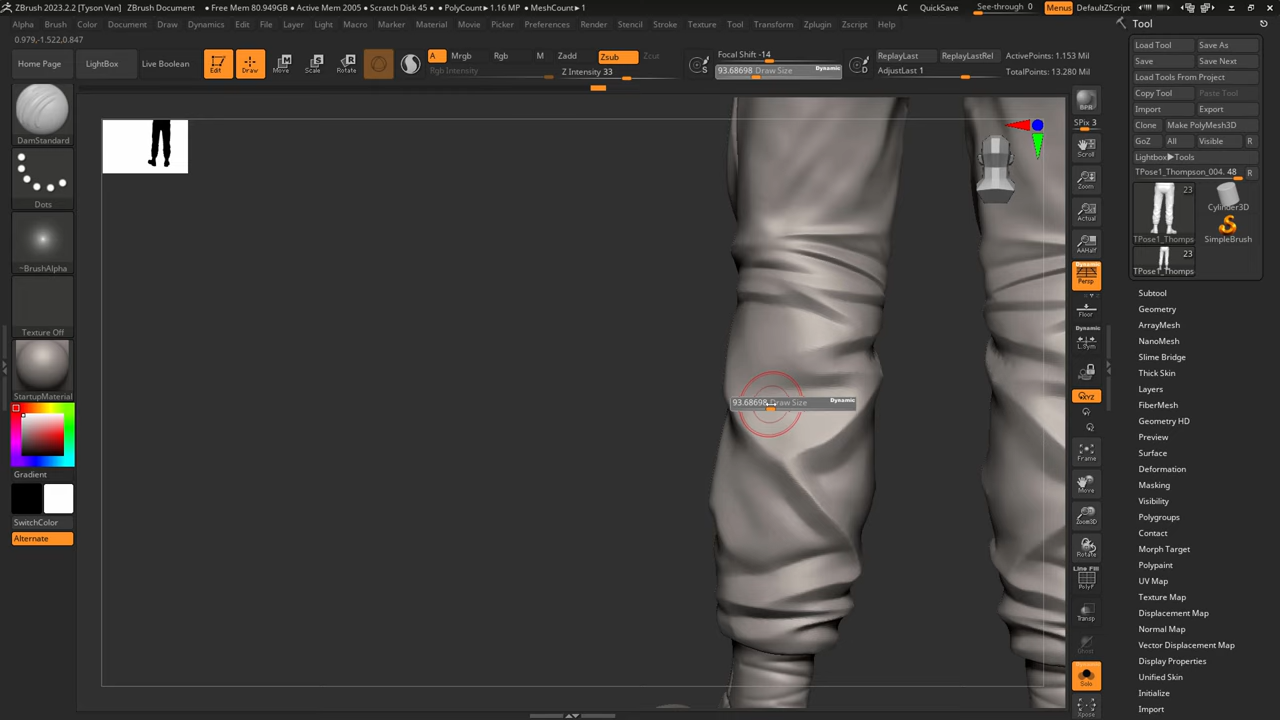 ZBrush 2023.2.2 [Tyson Van]
ZBrush Document
• Free Mem 80.949GB • Active Mem 2005 • Scratch Disk 45 • PolyCount▸1.16 MP • MeshCount▸1
AC
QuickSave
See-through 0
Menus
DefaultZScript
Alpha Brush Color Document Draw Dynamics Edit File Layer Light Macro Marker Material Movie Picker Preferences Render Stencil Stroke Texture Tool Transform Zplugin Zscript Help
0.979,-1.522,0.847
Home Page
LightBox
Live Boolean
Edit
Draw
Move
Scale
Rotate
A
Mrgb
Rgb
M
Zadd
Zsub
Zcut
Rgb Intensity
Z Intensity 33
Focal Shift -14
93.68698 Draw Size
Dynamic
S
D
ReplayLast
ReplayLastRel
AdjustLast 1
ActivePoints: 1.153 Mil
TotalPoints: 13.280 Mil
DamStandard
Dots
~BrushAlpha
Texture Off
StartupMaterial
Gradient
SwitchColor
Alternate
93.68698 Draw Size
Dynamic
BPR
SPix 3
Scroll
Zoom
Actual
AAHalf
Dynamic
Persp
Floor
Dynamic
L.Sym
XYZ
Frame
Move
Zoom3D
Rotate
Line Fill
PolyF
Transp
Ghost
Dynamic
Solo
Xpose
Tool
Load Tool
Save As
Save
Save Next
Load Tools From Project
Copy Tool
Paste Tool
Import
Export
Clone
Make PolyMesh3D
GoZ
All
Visible
R
Lightbox▸Tools
TPose1_Thompson_004. 48
R
23
Cylinder3D
TPose1_Thomps
SimpleBrush
23
TPose1_Thomps
Subtool
Geometry
ArrayMesh
NanoMesh
Slime Bridge
Thick Skin
Layers
FiberMesh
Geometry HD
Preview
Surface
Deformation
Masking
Visibility
Polygroups
Contact
Morph Target
Polypaint
UV Map
Texture Map
Displacement Map
Normal Map
Vector Displacement Map
Display Properties
Unified Skin
Initialize
Import